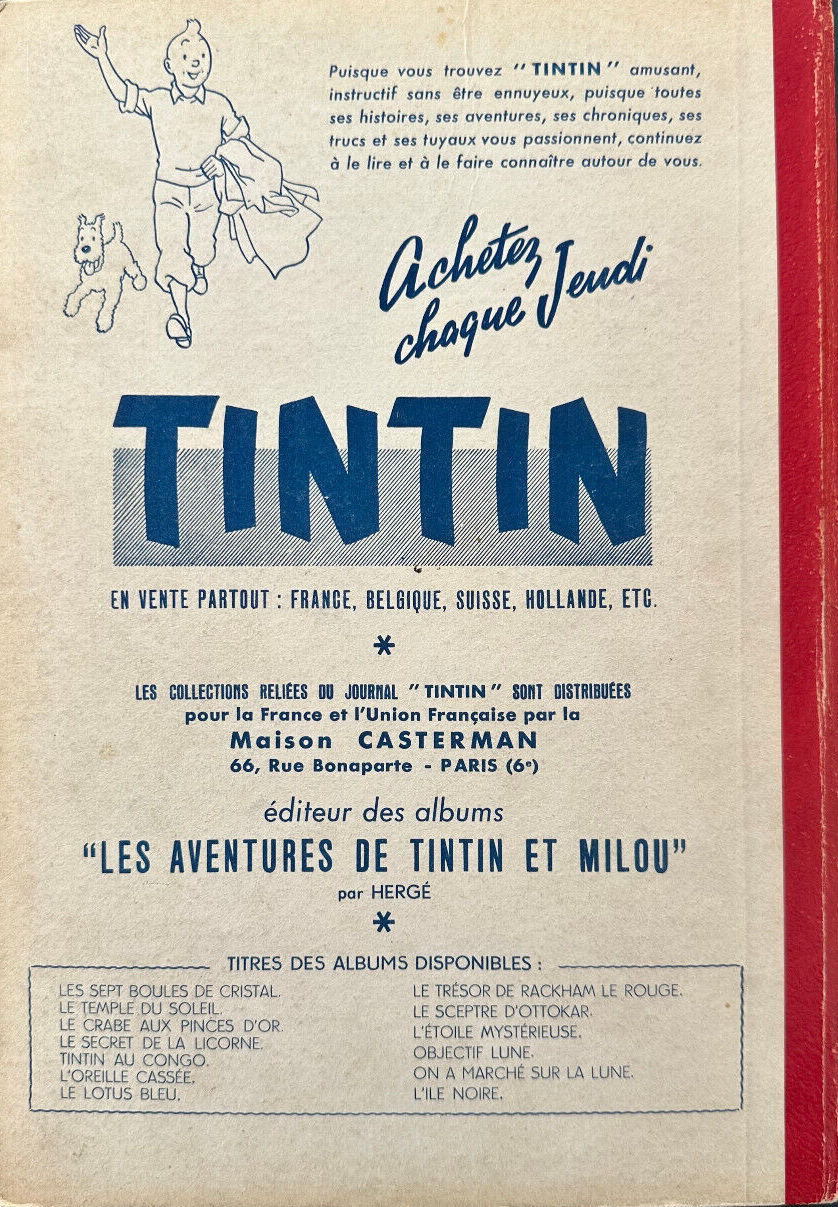 Puisque vous trouvez "TINTIN" amusant,
instructif sans être ennuyeux, puisque toutes
ses histoires, ses aventures, ses chroniques, ses
trucs et ses tuyaux vous passionnent, continuez
à le lire et à le faire connaître autour de vous.
Achetez
chaque Jeudi
TINTIN
EN VENTE PARTOUT : FRANCE, BELGIQUE, SUISSE, HOLLANDE, ETC.
*
LES COLLECTIONS RELIÉES DU JOURNAL "TINTIN" SONT DISTRIBUÉES
pour la France et l'Union Française par la
Maison CASTERMAN
66, Rue Bonaparte - PARIS (6e)
éditeur des albums
"LES AVENTURES DE TINTIN ET MILOU"
par HERGÉ
*
TITRES DES ALBUMS DISPONIBLES :
LES SEPT BOULES DE CRISTAL.
LE TEMPLE DU SOLEIL.
LE CRABE AUX PINCES D'OR.
LE SECRET DE LA LICORNE.
TINTIN AU CONGO.
L'OREILLE CASSÉE.
LE LOTUS BLEU.
LE TRÉSOR DE RACKHAM LE ROUGE.
LE SCEPTRE D'OTTOKAR.
L'ÉTOILE MYSTÉRIEUSE.
OBJECTIF LUNE.
ON A MARCHÉ SUR LA LUNE.
L'ILE NOIRE.